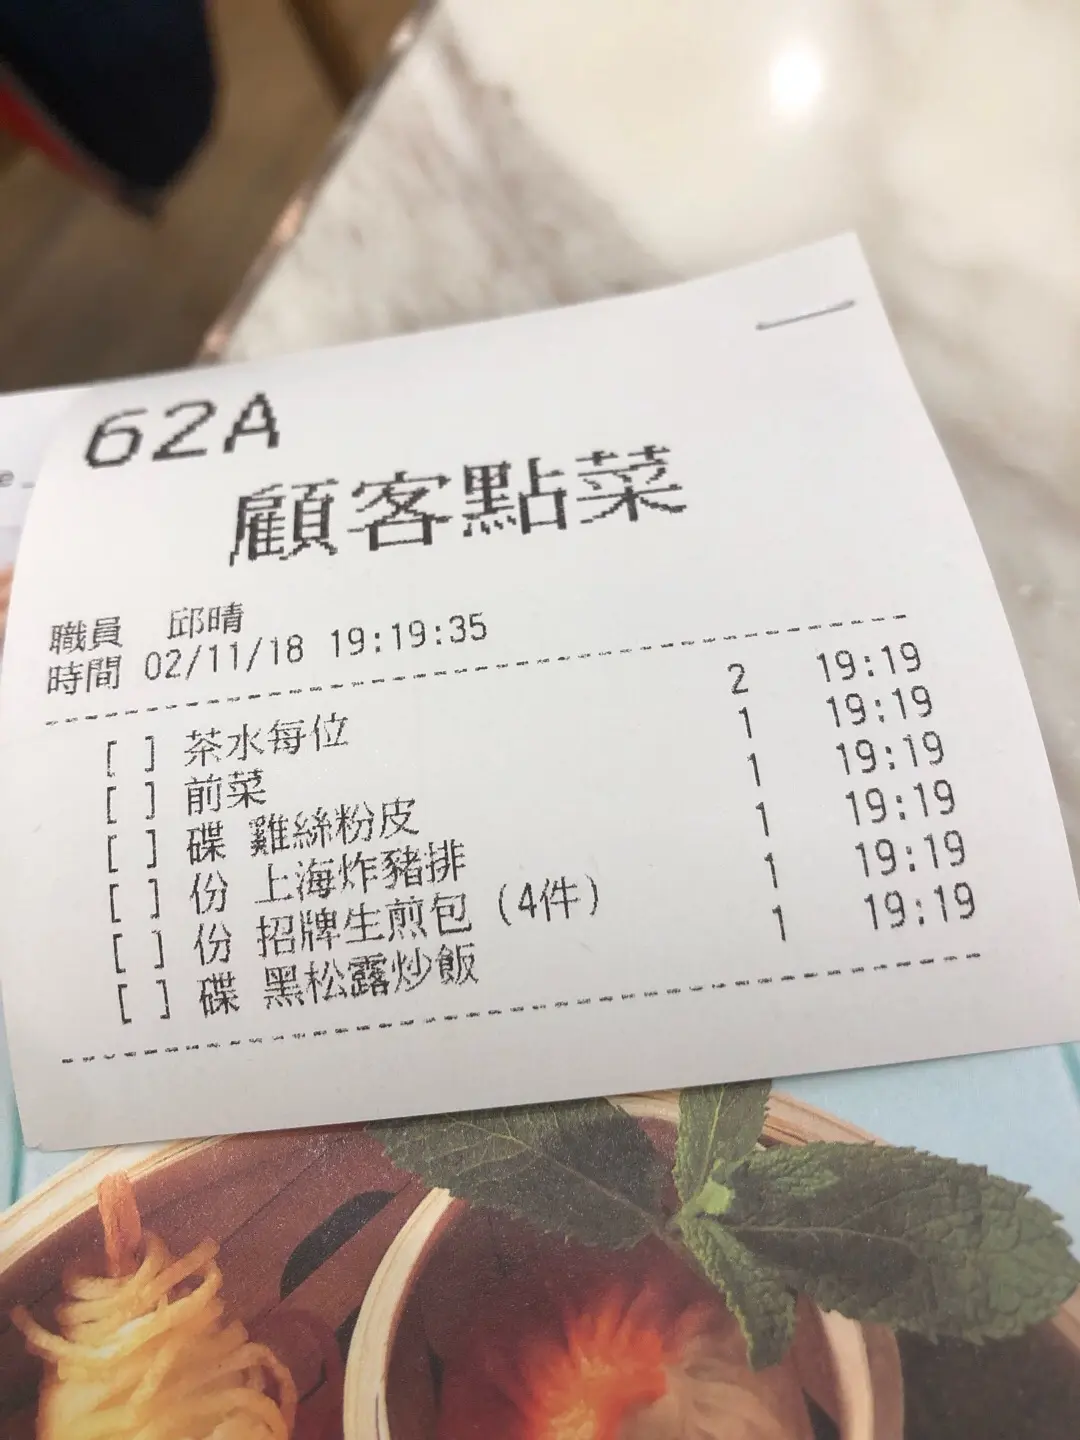 62A
顧客點菜
職員 邱晴
時間 02/11/18 19:19:35
[ ] 茶水每位 2 19:19
[ ] 前菜 1 19:19
[ ] 碟 雞絲粉皮 1 19:19
[ ] 份 上海炸豬排 1 19:19
[ ] 份 招牌生煎包 (4件) 1 19:19
[ ] 碟 黑松露炒飯 1 19:19